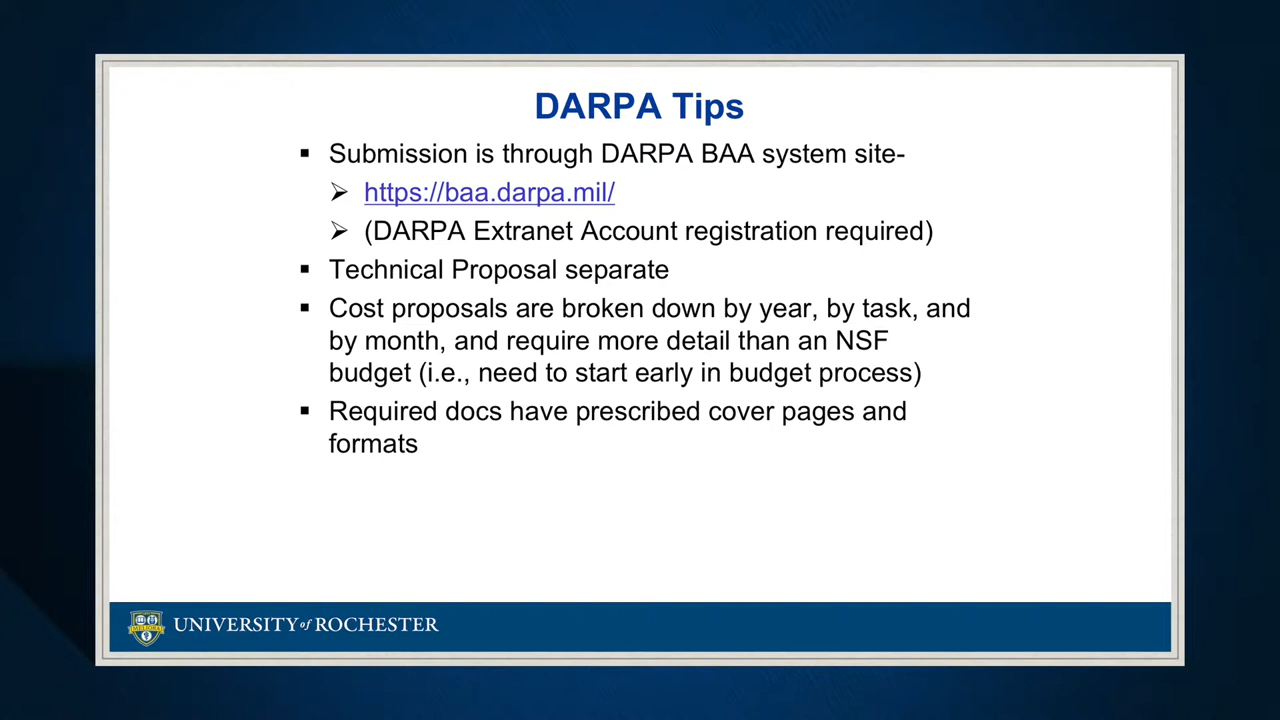 DARPA Tips
▪ Submission is through DARPA BAA system site-
➢ https://baa.darpa.mil/
➢ (DARPA Extranet Account registration required)
▪ Technical Proposal separate
▪ Cost proposals are broken down by year, by task, and
by month, and require more detail than an NSF
budget (i.e., need to start early in budget process)
▪ Required docs have prescribed cover pages and
formats
MELIORA
UNIVERSITY of ROCHESTER